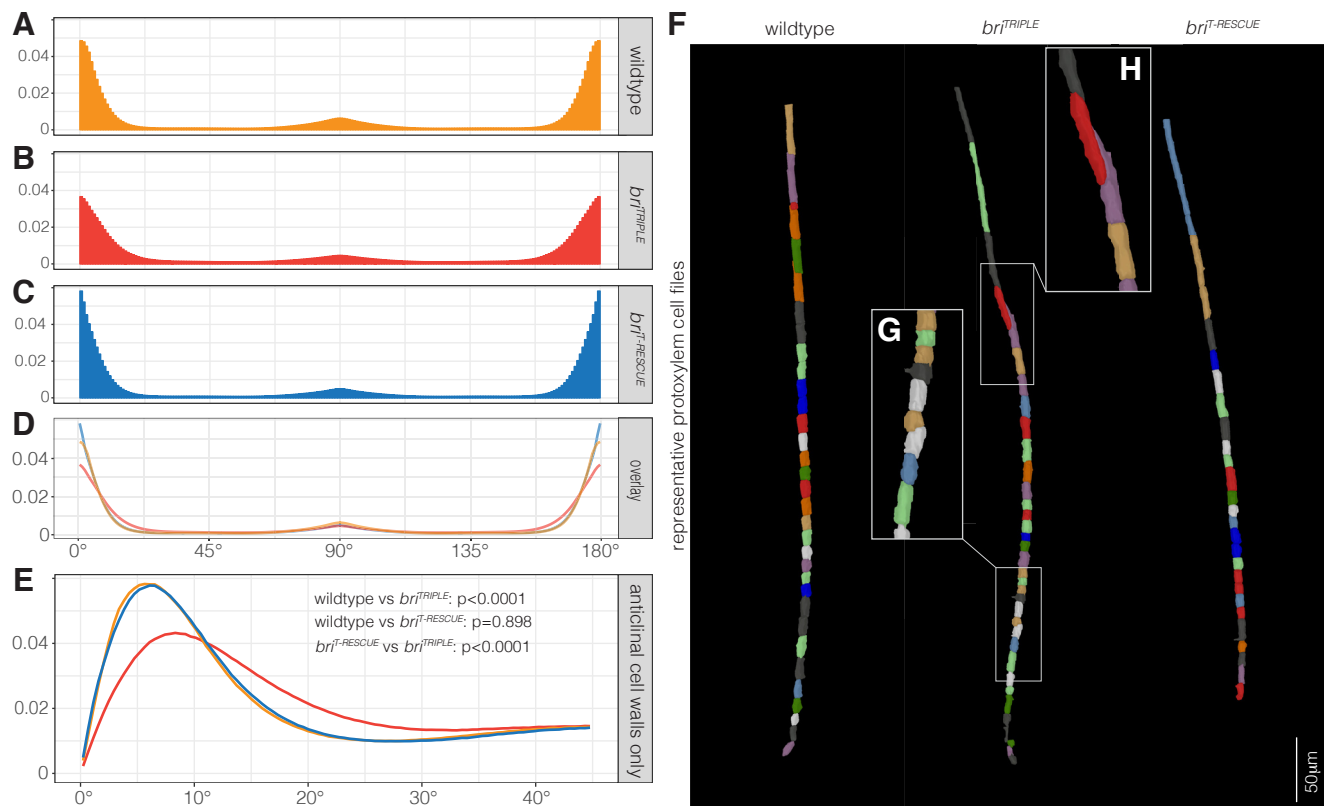 A
0.04
0.02
0
wildtype
B
0.04
0.02
0
bri^TRIPLE
C
0.04
0.02
0
bri^T-RESCUE
D
0.04
0.02
0
overlay
0° 45° 90° 135° 180°
E
0.04
0.02
0
wildtype vs bri^TRIPLE: p<0.0001
wildtype vs bri^T-RESCUE: p=0.898
bri^T-RESCUE vs bri^TRIPLE: p<0.0001
anticlinal cell walls only
0° 10° 20° 30° 40°
F
wildtype bri^TRIPLE bri^T-RESCUE
representative protoxylem cell files
H
G
50µm